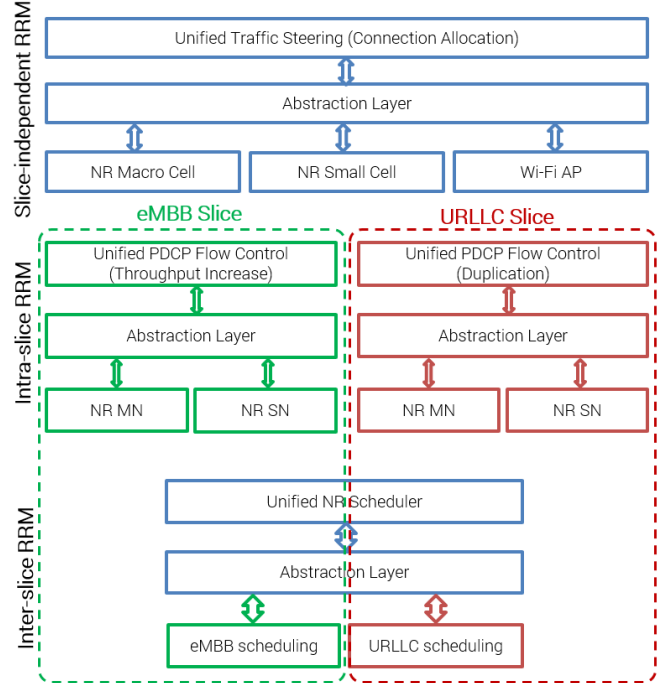 Slice-independent RRM
Unified Traffic Steering (Connection Allocation)
Abstraction Layer
NR Macro Cell
NR Small Cell
Wi-Fi AP
eMBB Slice
URLLC Slice
Intra-slice RRM
Unified PDCP Flow Control
(Throughput Increase)
Unified PDCP Flow Control
(Duplication)
Abstraction Layer
Abstraction Layer
NR MN
NR SN
NR MN
NR SN
Inter-slice RRM
Unified NR Scheduler
Abstraction Layer
eMBB scheduling
URLLC scheduling